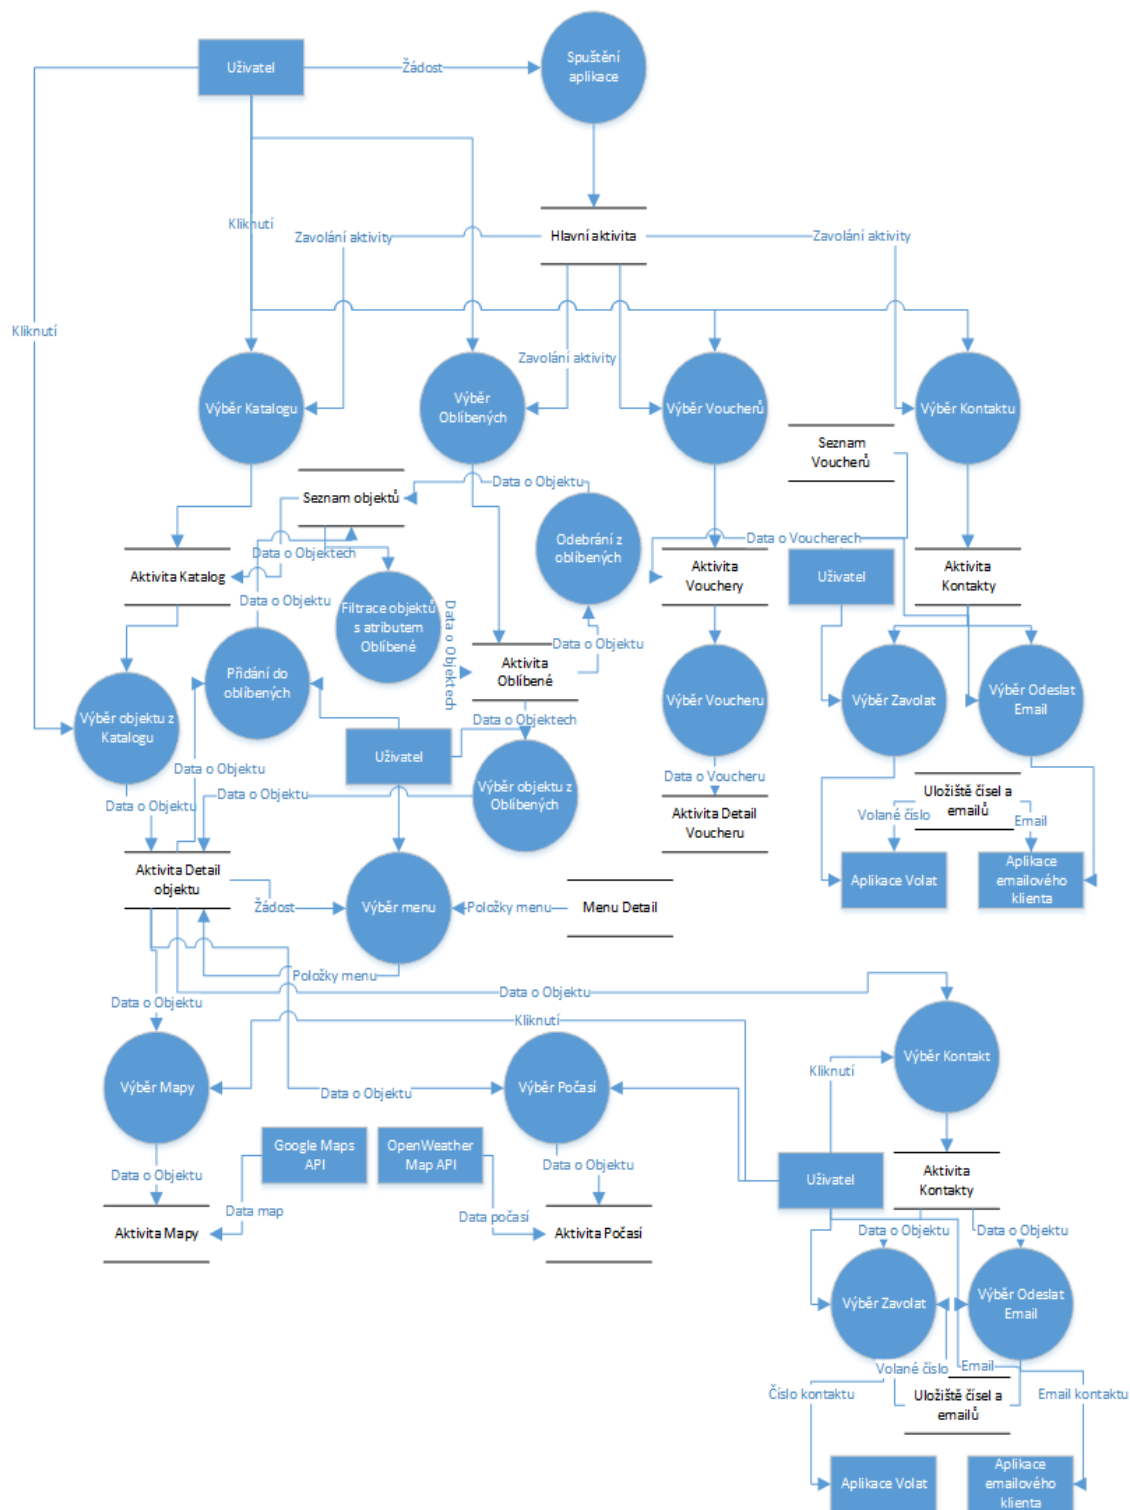 Uživatel
Žádost
Spuštění
aplikace
Kliknutí
Zavolání aktivity
Hlavní aktivita
Zavolání aktivity
Kliknutí
Zavolání aktivity
Výběr Katalogu
Výběr
Oblíbených
Výběr Voucherů
Výběr Kontaktu
Seznam
Voucherů
Seznam objektů
Data o Objektu
Odebrání z
oblíbených
Data o Voucherech
Data o Objektech
Aktivita Katalog
Aktivita
Vouchery
Uživatel
Aktivita
Kontakty
Data o Objektu
Filtrace objektů
s atributem
Oblíbené
Data o Objektech
Data o Objektu
Aktivita
Oblíbené
Přidání do
oblíbených
Výběr Voucheru
Výběr Zavolat
Výběr Odeslat
Email
Výběr objektu z
Katalogu
Data o Objektech
Uživatel
Data o Objektu
Data o Voucheru
Výběr objektu z
Oblíbených
Data o Objektu
Data o Objektu
Uložiště čísel a
emailů
Volané číslo
Email
Aktivita Detail
Voucheru
Aktivita Detail
objektu
Aplikace Volat
Aplikace
emailového
klienta
Žádost
Výběr menu
Položky menu
Menu Detail
Položky menu
Data o Objektu
Data o Objektu
Kliknutí
Výběr Kontakt
Kliknutí
Výběr Mapy
Data o Objektu
Výběr Počasí
Google Maps
API
OpenWeather
Map API
Data o Objektu
Data o Objektu
Uživatel
Aktivita
Kontakty
Data map
Data počasí
Aktivita Mapy
Aktivita Počasí
Data o Objektu
Data o Objektu
Výběr Zavolat
Výběr Odeslat
Email
Volané číslo
Email
Číslo kontaktu
Uložiště čísel a
emailů
Email kontaktu
Aplikace Volat
Aplikace
emailového
klienta